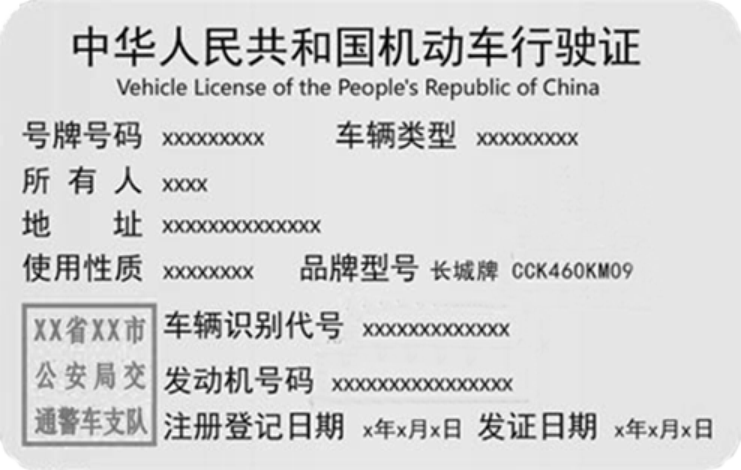 中华人民共和国机动车行驶证
Vehicle License of the People's Republic of China
号牌号码 xxxxxxxxx 车辆类型 xxxxxxxxx
所有人 xxxx
地址 xxxxxxxxxxxxxx
使用性质 xxxxxxxx 品牌型号 长城牌 CCK460KM09
XX省XX市
公安局交
通警车支队
车辆识别代号 xxxxxxxxxxxxx
发动机号码 xxxxxxxxxxxxxxxx
注册登记日期 x年x月x日 发证日期 x年x月x日